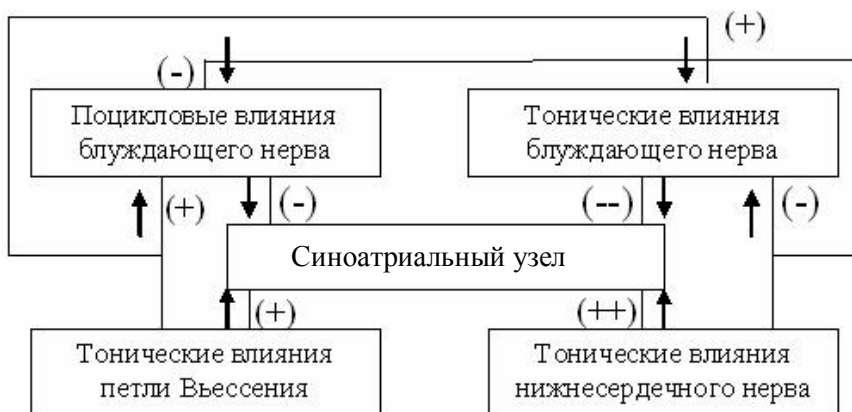 (+)
(-)
Поцикловые влияния
блуждающего нерва
Тонические влияния
блуждающего нерва
(+)
(-)
(--)
(-)
Синоатриальный узел
(+)
(++)
Тонические влияния
петли Вьессения
Тонические влияния
нижнесердечного нерва